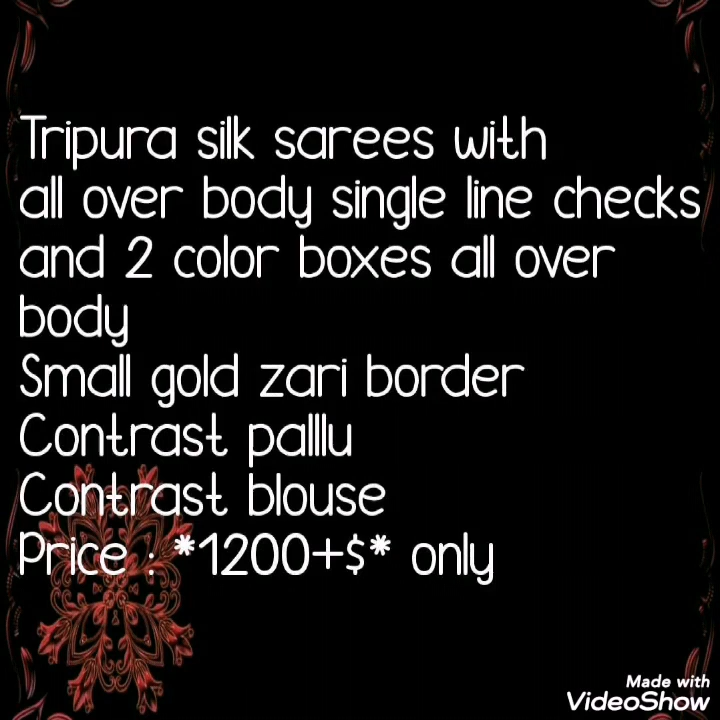 Tripura silk sarees with
all over body single line checks
and 2 color boxes all over
body
Small gold zari border
Contrast palllu
Contrast blouse
Price : *1200+$* only
Made with
VideoShow